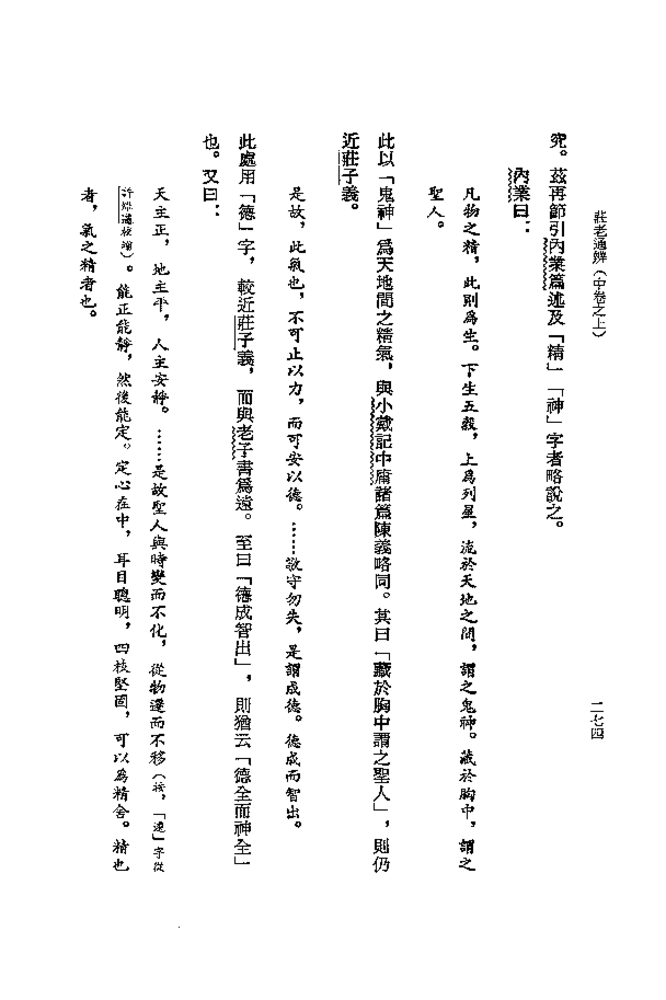 莊老通辨（中卷之上）
二七四
究。茲再節引內業篇述及「精」「神」字者略說之。
內業曰：
凡物之精，此則為生。下生五穀，上為列星，流於天地之間，謂之鬼神。藏於胸中，謂之
聖人。
此以「鬼神」為天地間之精氣，與小戴記中庸諸篇陳義略同。其曰「藏於胸中謂之聖人」，則仍
近莊子義。
是故，此氣也，不可止以力，而可安以德。……敬守勿失，是謂成德。德成而智出。
此處用「德」字，較近莊子義，而與老子書為遠。至曰「德成智出」，則猶云「德全而神全」
也。又曰：
天主正，地主平，人主安靜。……是故聖人與時變而不化，從物遷而不移（按，「遷」字從
許維遹校增）。能正能靜，然後能定。定心在中，耳目聰明，四枝堅固，可以為精舍。精也
者，氣之精者也。